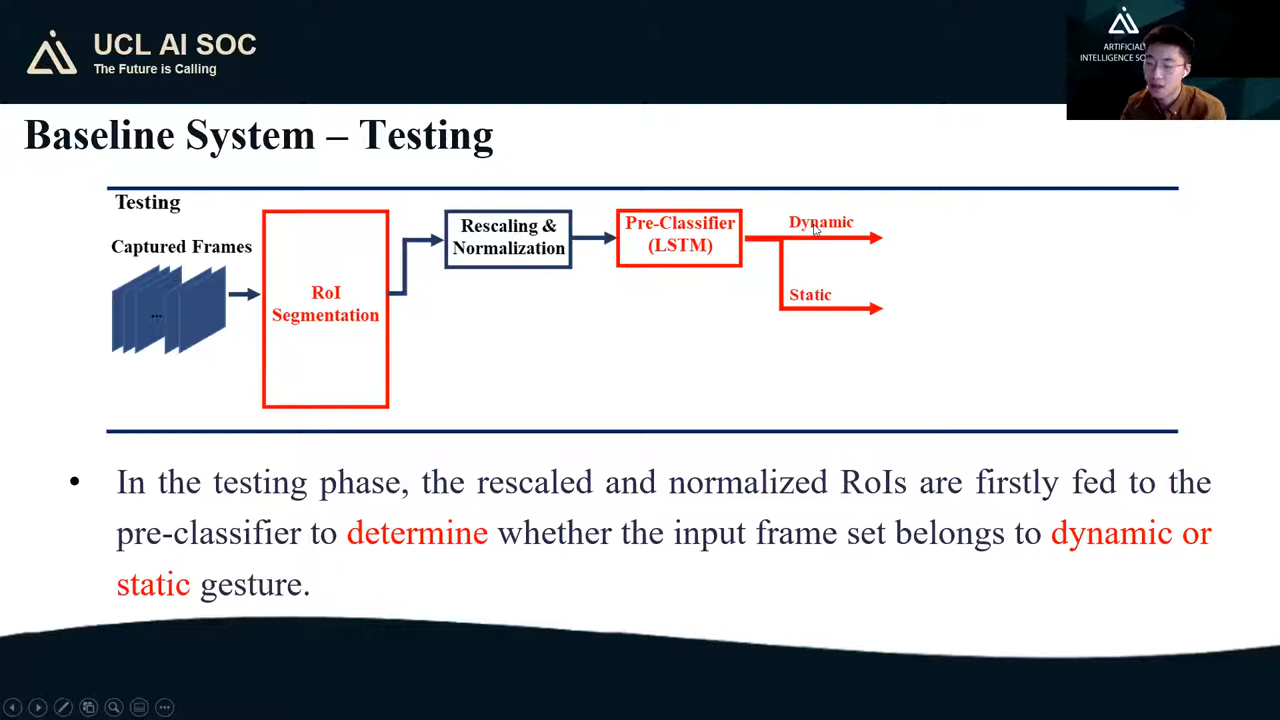 UCL AI SOC
The Future is Calling
ARTIFICIAL
INTELLIGENCE
Baseline System – Testing
Testing
Captured Frames
...
RoI
Segmentation
Rescaling &
Normalization
Pre-Classifier
(LSTM)
Dynamic
Static
• In the testing phase, the rescaled and normalized RoIs are firstly fed to the
pre-classifier to determine whether the input frame set belongs to dynamic or
static gesture.